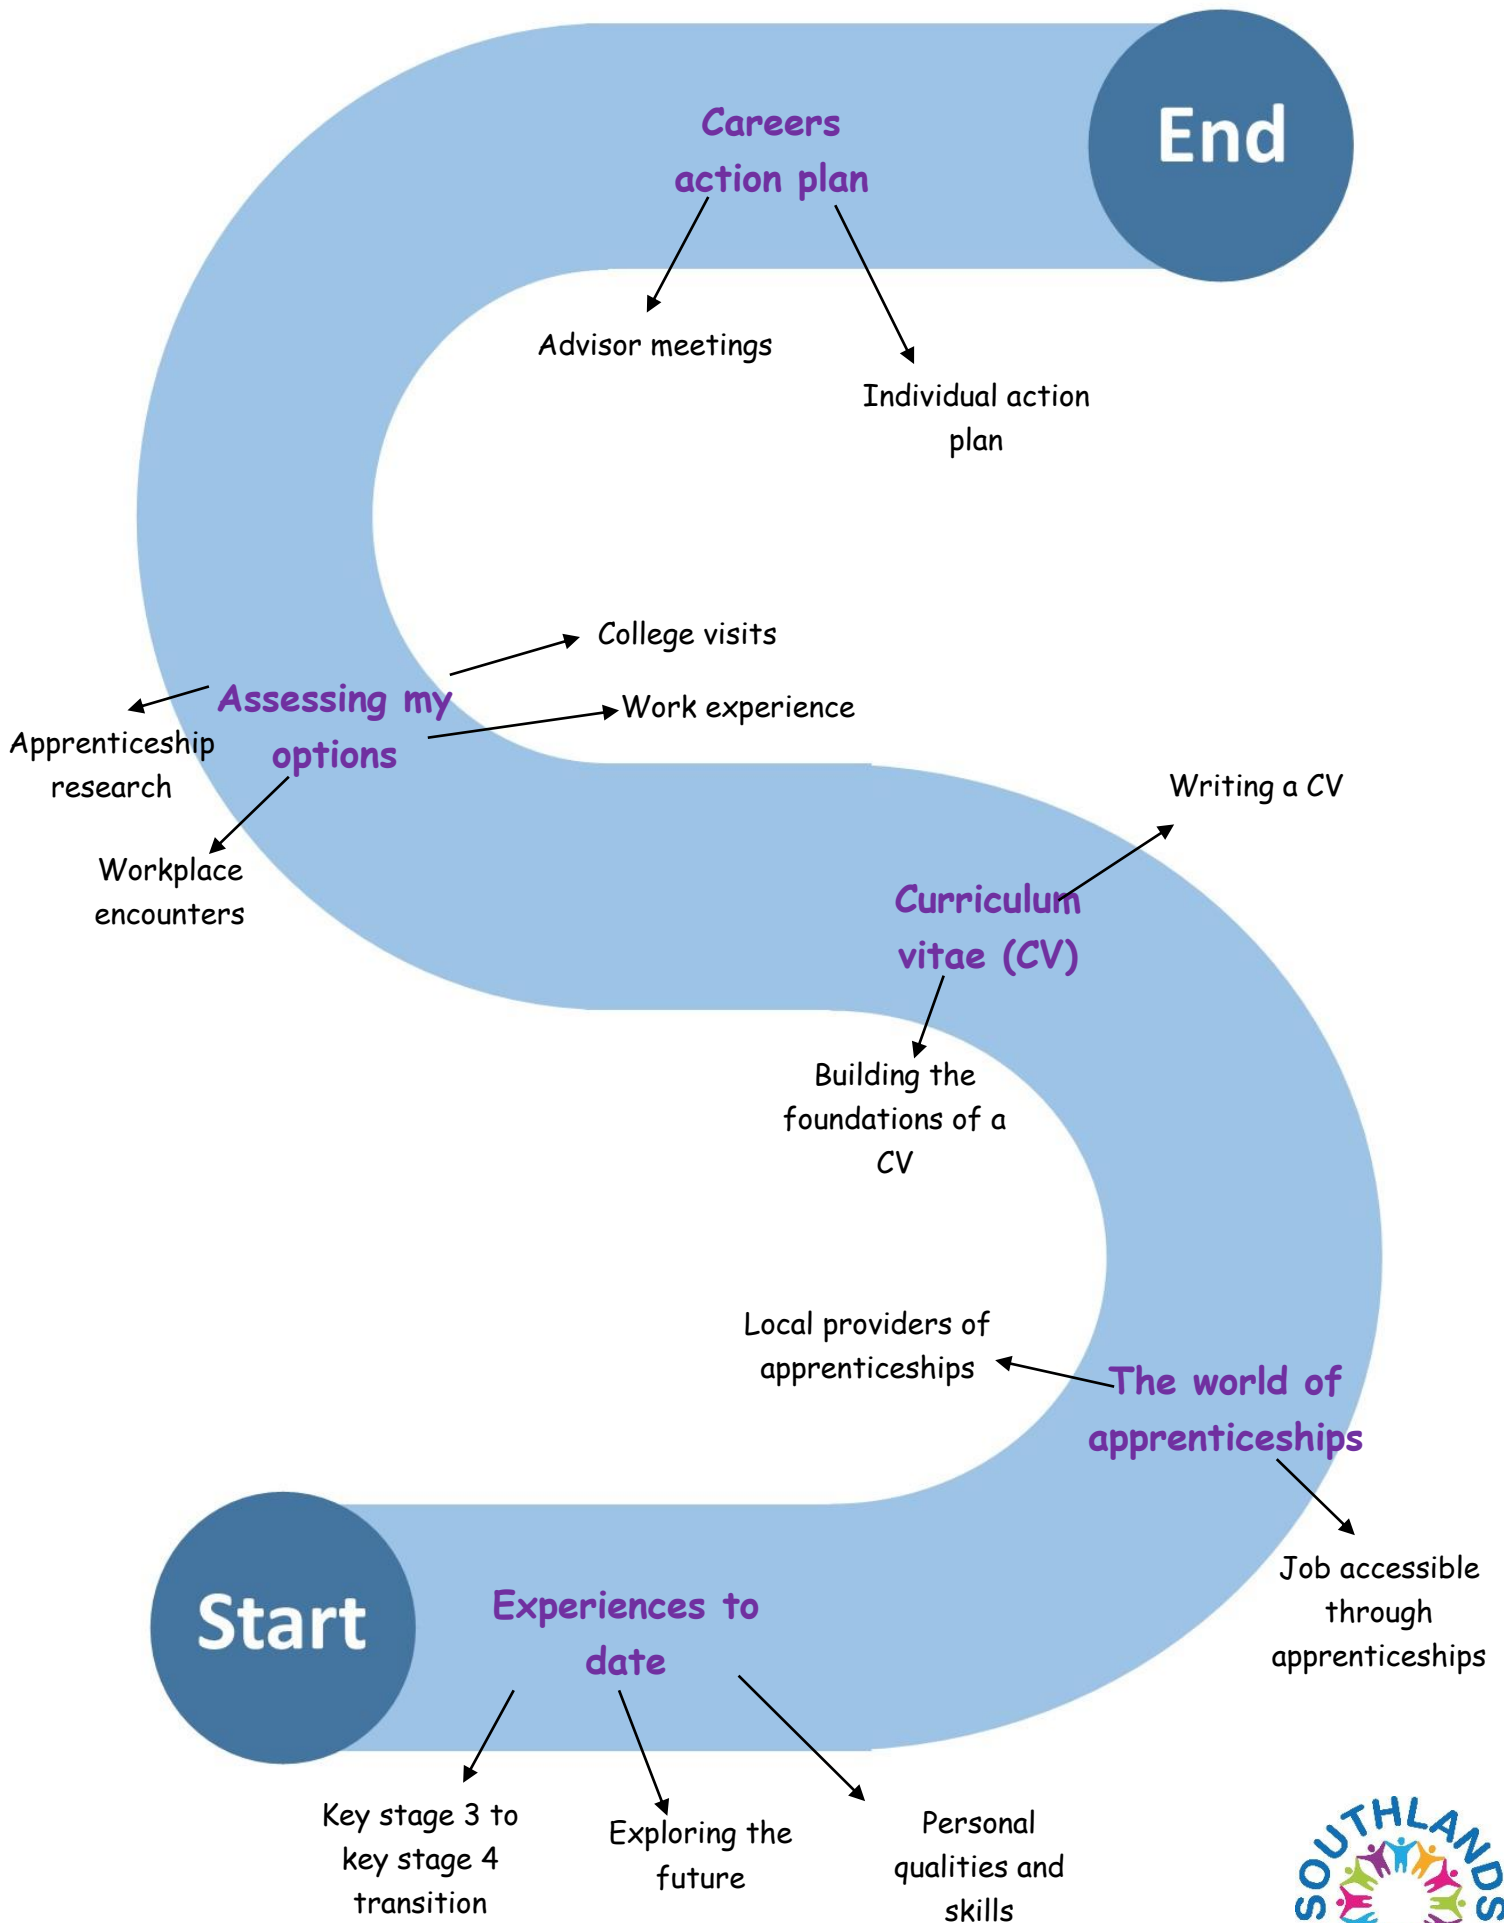 Careers
action plan
End
Advisor meetings
Individual action
plan
College visits
Assessing my
options
Work experience
Apprenticeship
research
Workplace
encounters
Writing a CV
Curriculum
vitae (CV)
Building the
foundations of a
CV
Local providers of
apprenticeships
The world of
apprenticeships
Job accessible
through
apprenticeships
Start
Experiences to
date
Key stage 3 to
key stage 4
transition
Exploring the
future
Personal
qualities and
skills
SOUTHLANDS